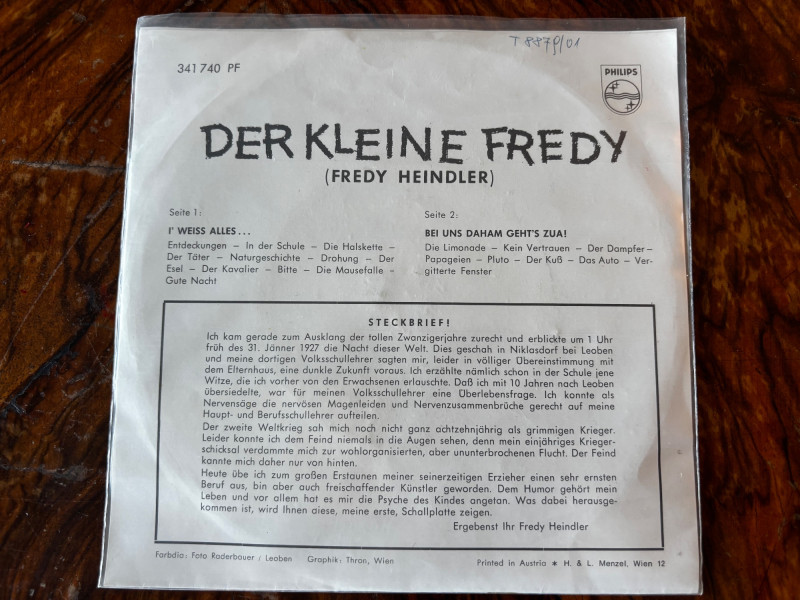 T 887g/01
341 740 PF
PHILIPS
DER KLEINE FREDY
(FREDY HEINDLER)
Seite 1:
I' WEISS ALLES...
Entdeckungen – In der Schule – Die Halskette –
Der Täter – Naturgeschichte – Drohung – Der
Esel – Der Kavalier – Bitte – Die Mausefalle –
Gute Nacht
Seite 2:
BEI UNS DAHAM GEHT'S ZUA!
Die Limonade – Kein Vertrauen – Der Dampfer –
Papageien – Pluto – Der Kuß – Das Auto – Ver-
gitterte Fenster
STECKBRIEF!
Ich kam gerade zum Ausklang der tollen Zwanzigerjahre zurecht und erblickte um 1 Uhr
früh des 31. Jänner 1927 die Nacht dieser Welt. Dies geschah in Niklasdorf bei Leoben
und meine dortigen Volksschullehrer sagten mir, leider in völliger Übereinstimmung mit
dem Elternhaus, eine dunkle Zukunft voraus. Ich erzählte nämlich schon in der Schule jene
Witze, die ich vorher von den Erwachsenen erlauschte. Daß ich mit 10 Jahren nach Leoben
übersiedelte, war für meinen Volksschullehrer eine Überlebensfrage. Ich konnte als
Nervensäge die nervösen Magenleiden und Nervenzusammenbrüche gerecht auf meine
Haupt- und Berufsschullehrer aufteilen.
Der zweite Weltkrieg sah mich noch nicht ganz achtzehnjährig als grimmigen Krieger.
Leider konnte ich dem Feind niemals in die Augen sehen, denn mein einjähriges Krieger-
schicksal verdammte mich zur wohlorganisierten, aber ununterbrochenen Flucht. Der Feind
kannte mich daher nur von hinten.
Heute übe ich zum großen Erstaunen meiner seinerzeitigen Erzieher einen sehr ernsten
Beruf aus, bin aber auch freischaffender Künstler geworden. Dem Humor gehört mein
Leben und vor allem hat es mir die Psyche des Kindes angetan. Was dabei herausge-
kommen ist, wird Ihnen diese, meine erste, Schallplatte zeigen.
Ergebenst Ihr Fredy Heindler
Farbdia: Foto Raderbauer / Leoben Graphik: Thran, Wien
Printed in Austria * H. & L. Menzel, Wien 12